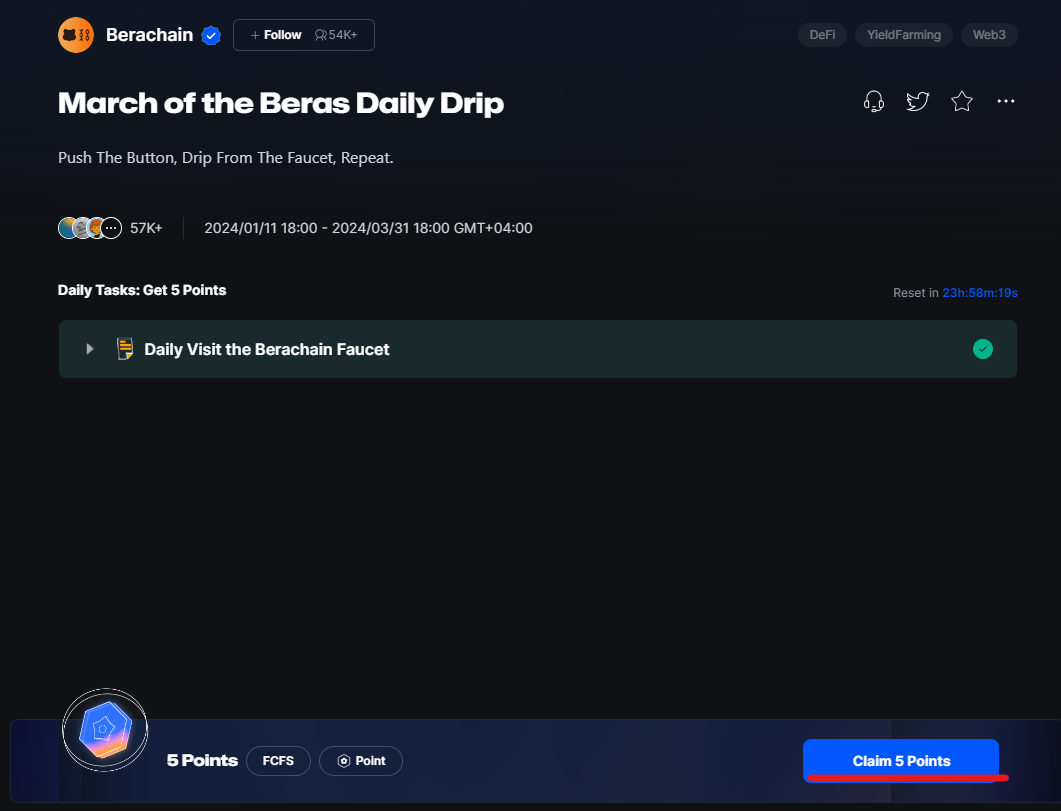 Berachain
+ Follow 54K+
DeFi
YieldFarming
Web3
March of the Beras Daily Drip
Push The Button, Drip From The Faucet, Repeat.
57K+
2024/01/11 18:00 - 2024/03/31 18:00 GMT+04:00
Daily Tasks: Get 5 Points
Reset in 23h:58m:19s
Daily Visit the Berachain Faucet
5 Points
FCFS
Point
Claim 5 Points